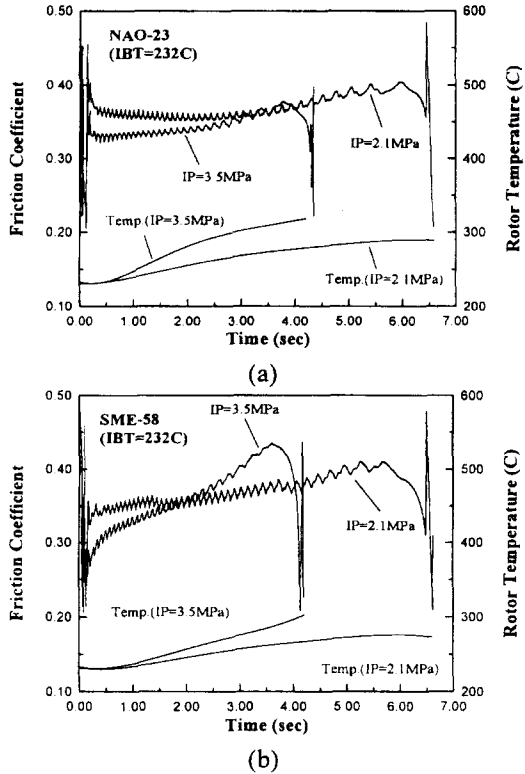 0.50
0.40
0.30
0.20
0.10
Friction Coefficient
NAO-23
(IBT=232C)
IP=3.5MPa
IP=2.1MPa
Temp.(IP=3.5MPa)
Temp.(IP=2.1MPa)
600
500
400
300
200
Rotor Temperature (C)
0.00 1.00 2.00 3.00 4.00 5.00 6.00 7.00
Time (sec)
(a)
0.50
0.40
0.30
0.20
0.10
Friction Coefficient
SME-58
(IBT=232C)
IP=3.5MPa
IP=2.1MPa
Temp.(IP=3.5MPa)
Temp.(IP=2.1MPa)
600
500
400
300
200
Rotor Temperature (C)
0.00 1.00 2.00 3.00 4.00 5.00 6.00 7.00
Time (sec)
(b)